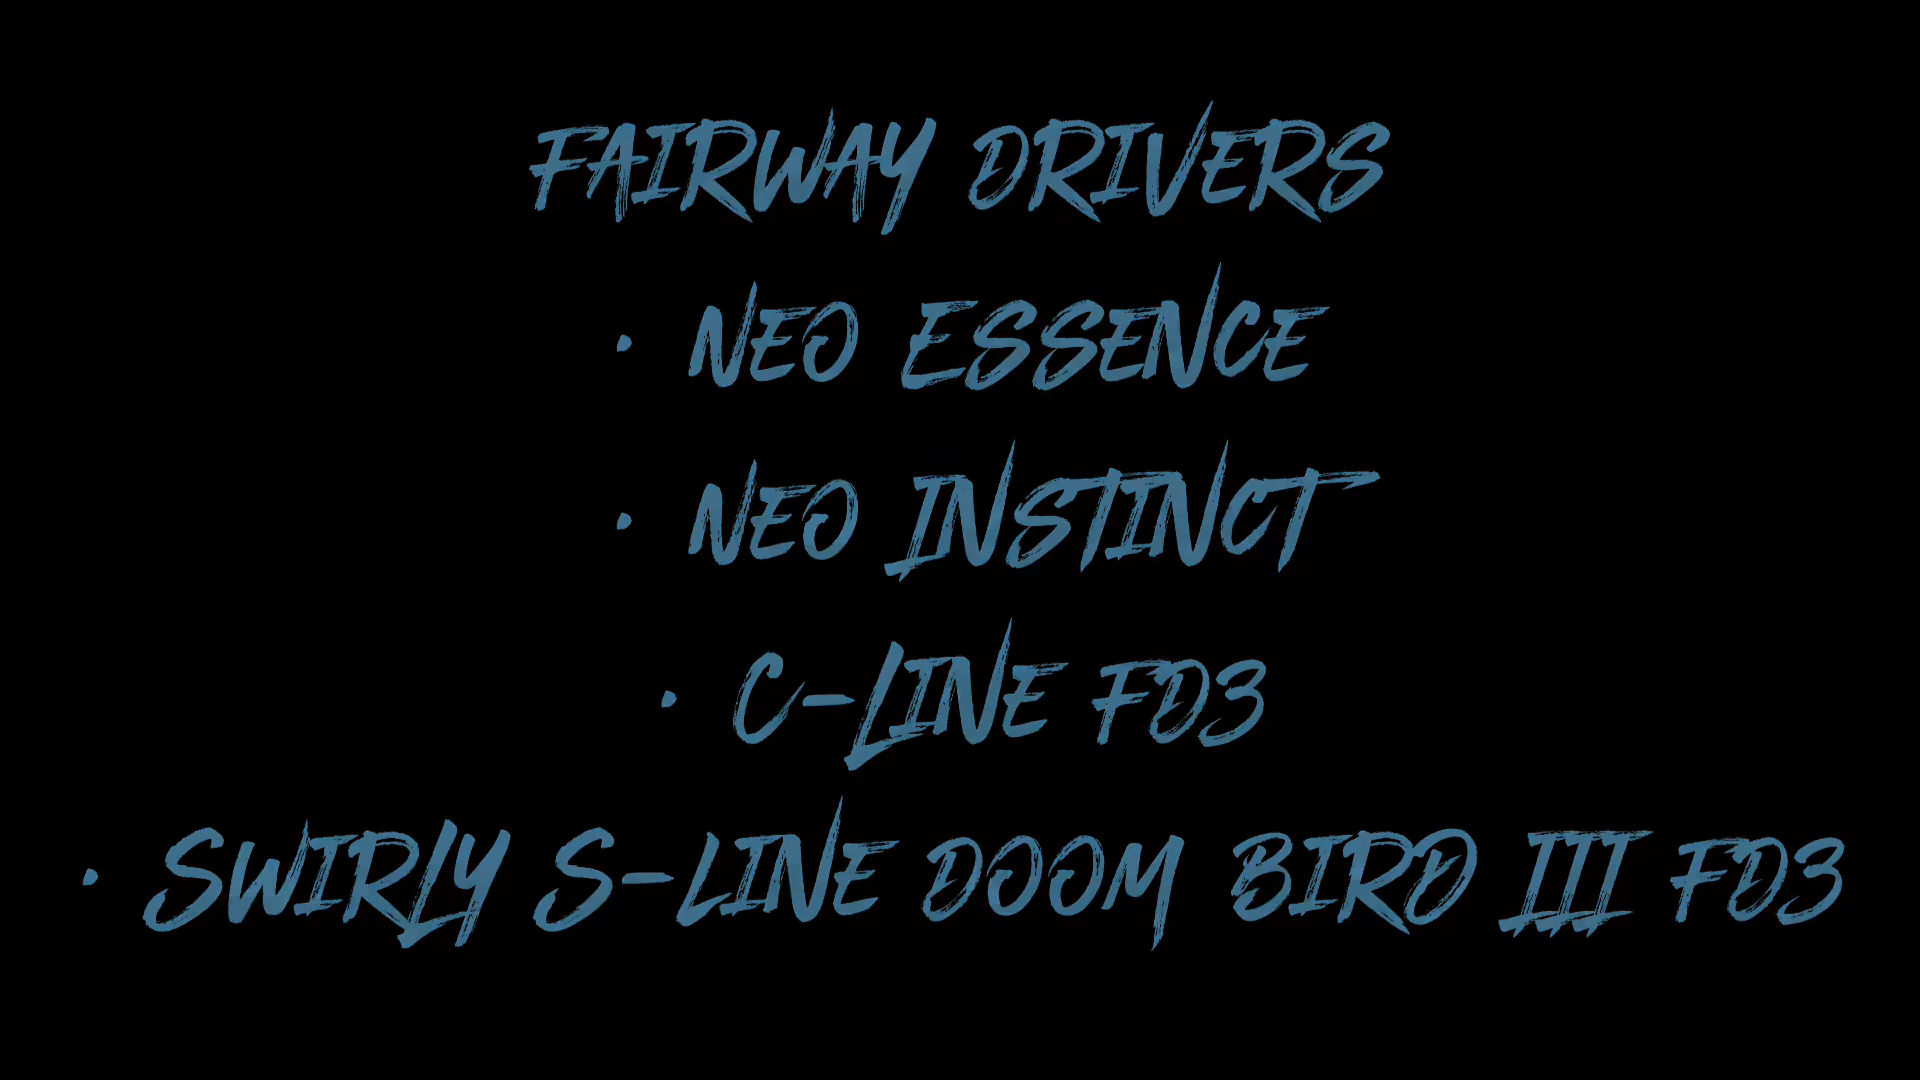 FAIRWAY DRIVERS
• NEO ESSENCE
• NEO INSTINCT
• C-LINE FD3
• SWIRLY S-LINE DOOM BIRD III FD3